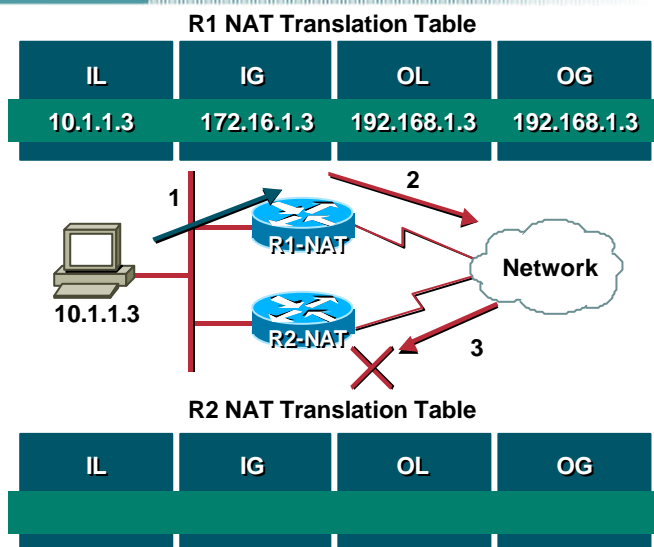 R1 NAT Translation Table
IL IG OL OG
10.1.1.3 172.16.1.3 192.168.1.3 192.168.1.3
1
2
R1-NAT
Network
10.1.1.3
R2-NAT
3
R2 NAT Translation Table
IL IG OL OG